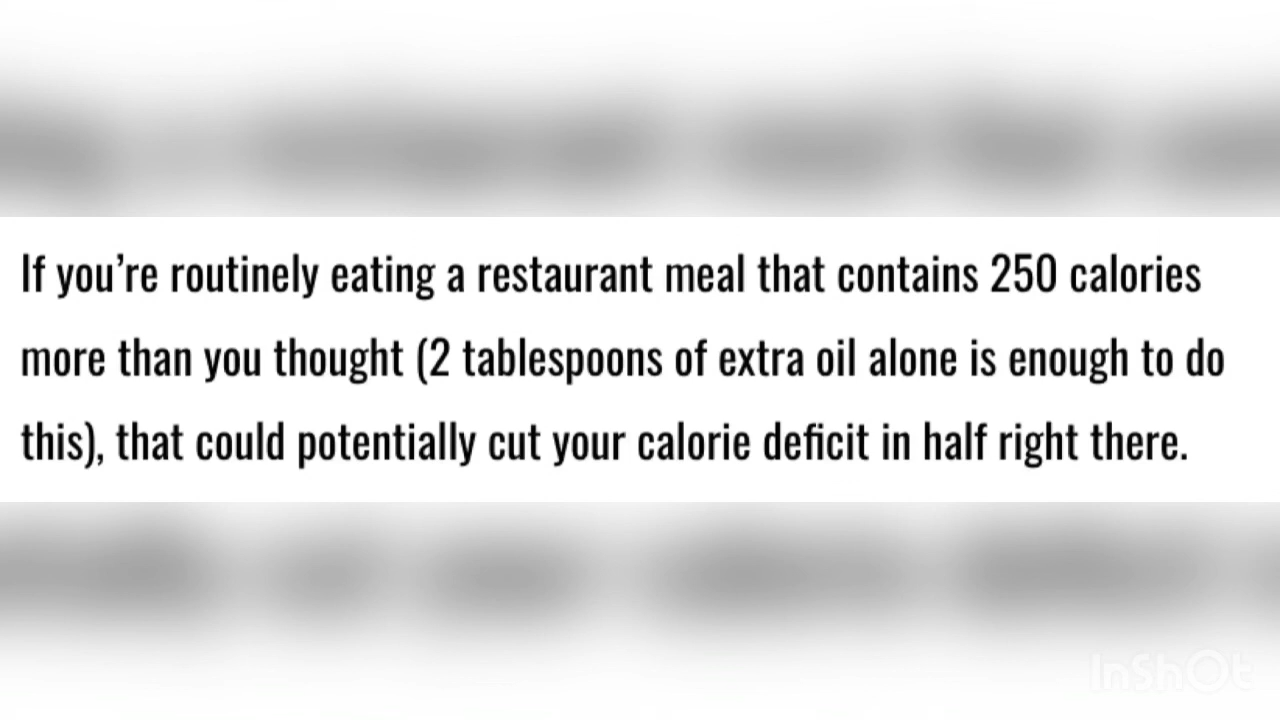 If you’re routinely eating a restaurant meal that contains 250 calories
more than you thought (2 tablespoons of extra oil alone is enough to do
this), that could potentially cut your calorie deficit in half right there.
InShOt